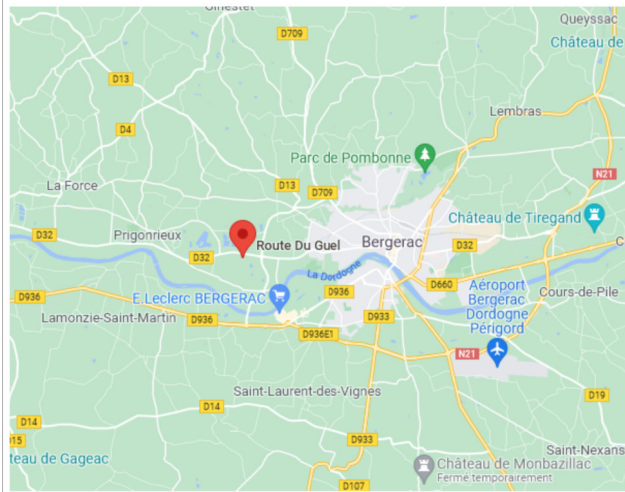 Ginestet
Queyssac
D709
Château de
D13
Lembras
D4
Parc de Pombonne
N21
La Force
D13
D709
Château de Tiregand
D32
Prigonrieux
Route Du Guel
Bergerac
D32
C
D32
La Dordogne
D936
E.Leclerc BERGERAC
D936
D660
Aéroport
Bergerac
Dordogne
Périgord
Cours-de-Pile
Lamonzie-Saint-Martin
D936
D933
D936E1
N21
Saint-Laurent-des-Vignes
D19
D14
D14
D933
D15
Saint-Nexans
teau de Gageac
Château de Monbazillac
Ferme temporairement
D107